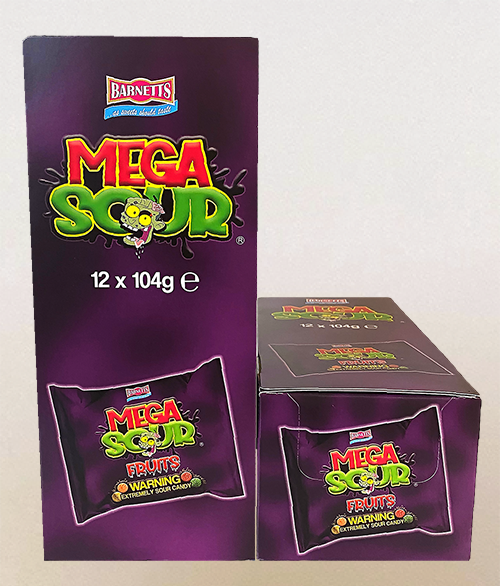 BARNETTS
...as sweets should taste
MEGA
SOUR®
12 x 104g ℮
BARNETTS
MEGA
SOUR®
FRUITS
WARNING
EXTREMELY SOUR CANDY
BARNETTS
MEGA
SOUR
12 x 104g ℮
MEGA
SOUR
FRUITS
WARNING
BARNETTS
MEGA
SOUR
FRUITS
WARNING
EXTREMELY SOUR CANDY